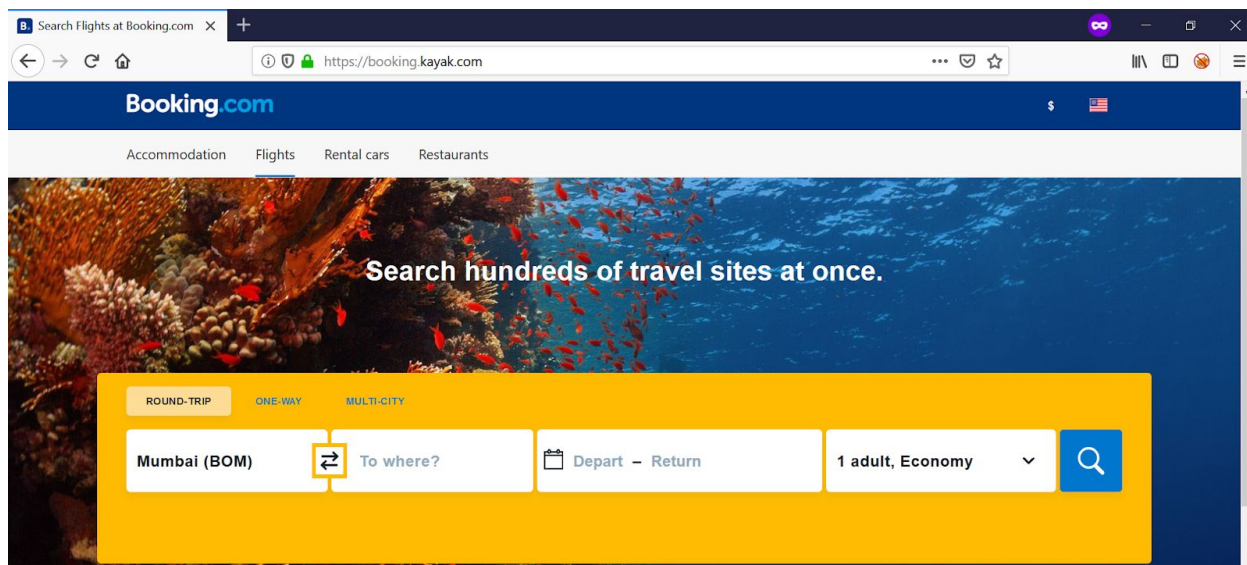 B. Search Flights at Booking.com
https://booking.kayak.com
Booking.com
$
Accommodation Flights Rental cars Restaurants
Search hundreds of travel sites at once.
ROUND-TRIP ONE-WAY MULTI-CITY
Mumbai (BOM) To where? Depart – Return 1 adult, Economy